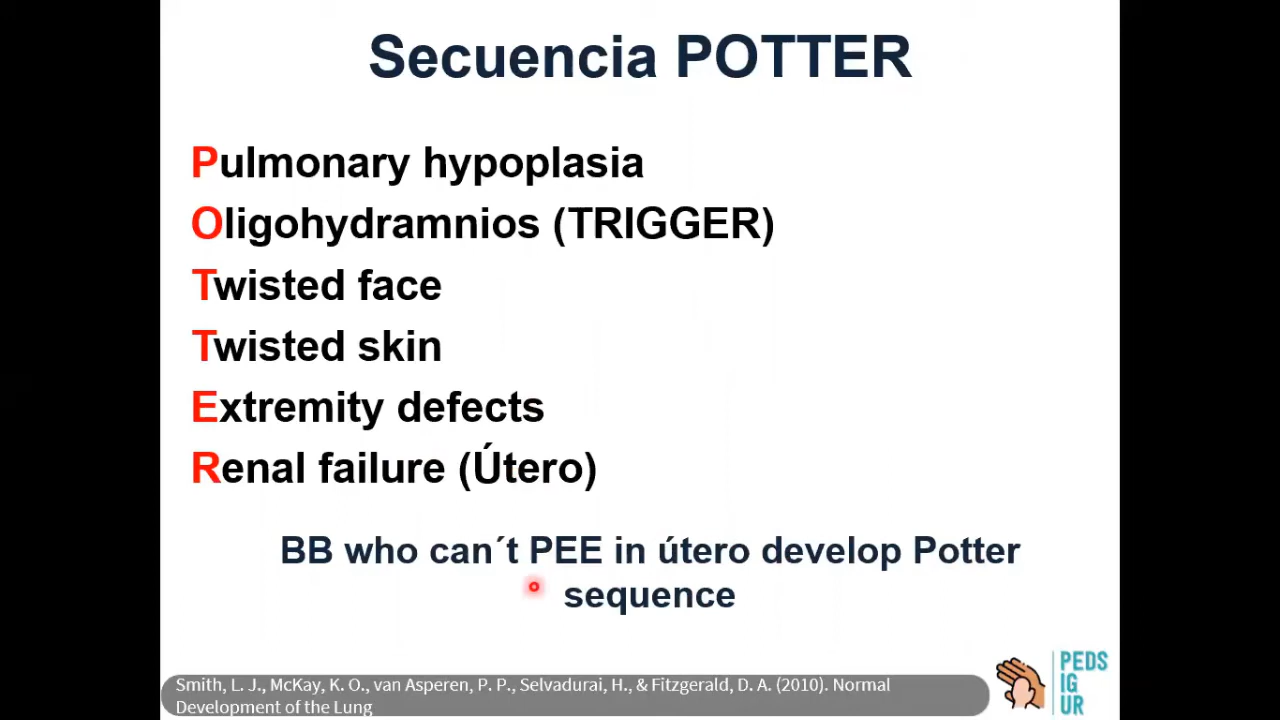 Secuencia POTTER
Pulmonary hypoplasia
Oligohydramnios (TRIGGER)
Twisted face
Twisted skin
Extremity defects
Renal failure (Útero)
BB who can´t PEE in útero develop Potter
sequence
Smith, L. J., McKay, K. O., van Asperen, P. P., Selvadurai, H., & Fitzgerald, D. A. (2010). Normal
Development of the Lung
PEDS
IG
UR